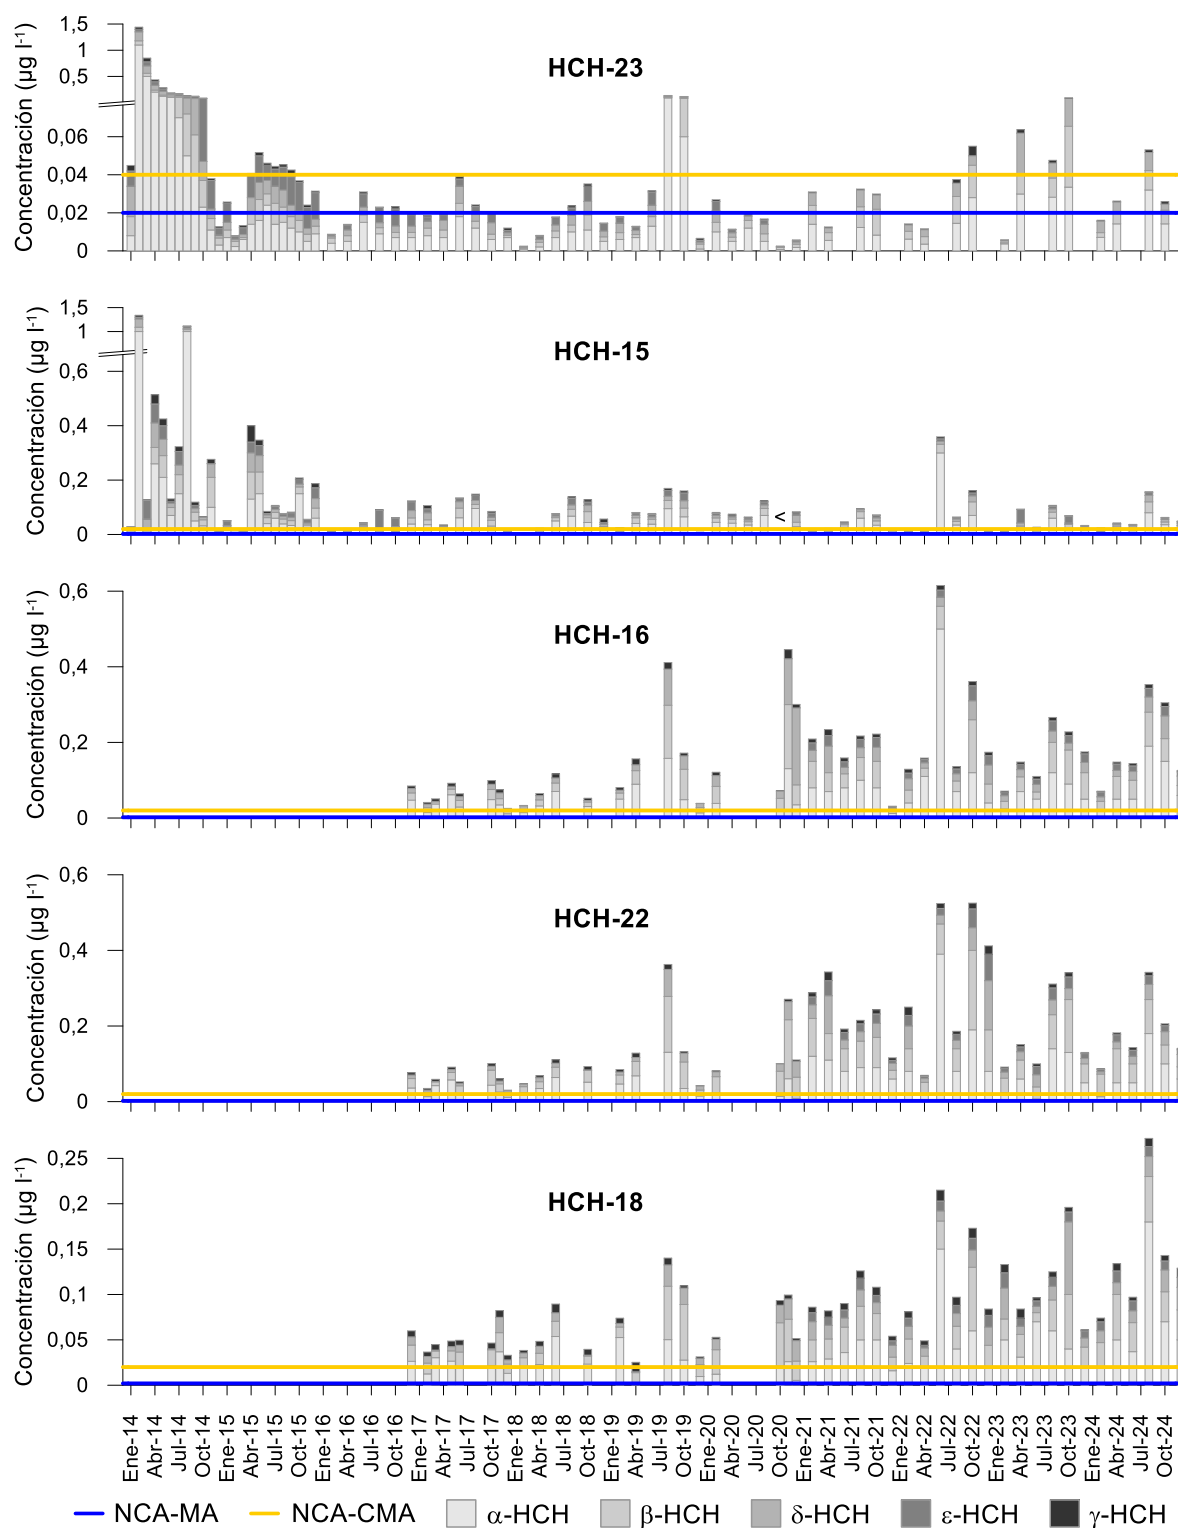 HCH-23
Concentración (µg l⁻¹)
1,5
1
0,5
0,06
0,04
0.02
0
HCH-15
Concentración (µg l⁻¹)
1,5
1
0,6
0,4
0,2
0
<
HCH-16
Concentración (µg l⁻¹)
0,6
0,4
0,2
0
HCH-22
Concentración (µg l⁻¹)
0,6
0,4
0,2
0
HCH-18
Concentración (µg l⁻¹)
0,25
0,2
0,15
0,1
0,05
0
Ene-14
Abr-14
Jul-14
Oct-14
Ene-15
Abr-15
Jul-15
Oct-15
Ene-16
Abr-16
Jul-16
Oct-16
Ene-17
Abr-17
Jul-17
Oct-17
Ene-18
Abr-18
Jul-18
Oct-18
Ene-19
Abr-19
Jul-19
Oct-19
Ene-20
Abr-20
Jul-20
Oct-20
Ene-21
Abr-21
Jul-21
Oct-21
Ene-22
Abr-22
Jul-22
Oct-22
Ene-23
Abr-23
Jul-23
Oct-23
Ene-24
Abr-24
Jul-24
Oct-24
NCA-MA NCA-CMA α-HCH β-HCH δ-HCH ε-HCH γ-HCH